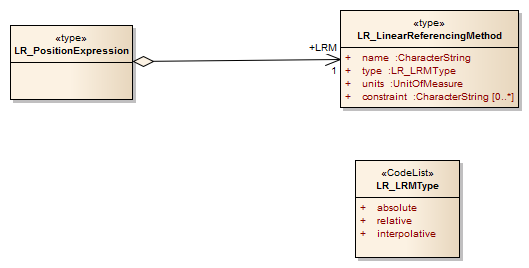 «type»
LR_PositionExpression
+LRM
1
«type»
LR_LinearReferencingMethod
+ name :CharacterString
+ type :LR_LRMType
+ units :UnitOfMeasure
+ constraint :CharacterString [0..*]
«CodeList»
LR_LRMType
+ absolute
+ relative
+ interpolative